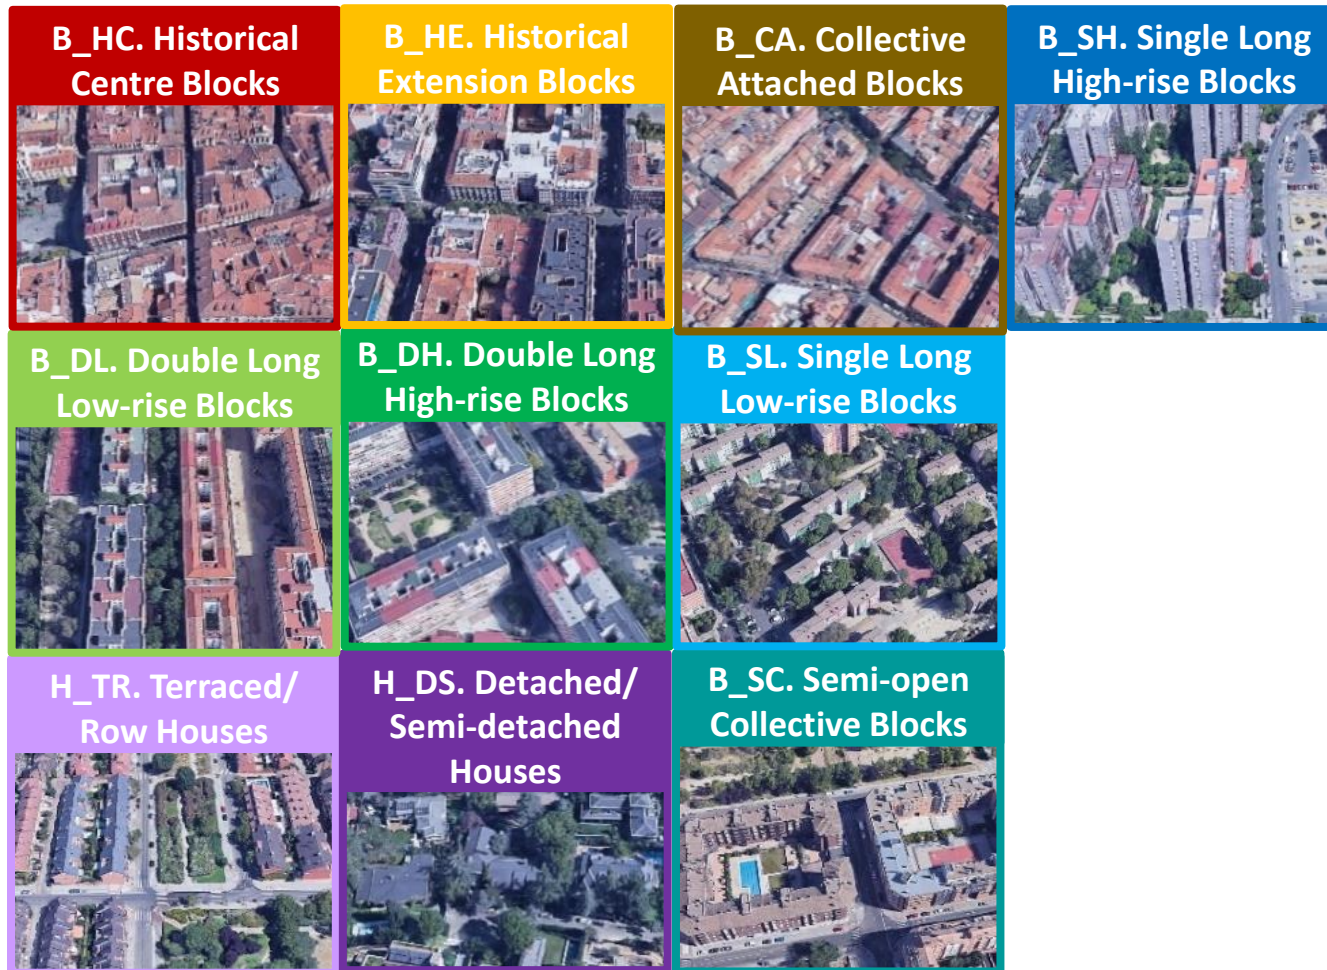 B_HC. Historical
Centre Blocks
B_HE. Historical
Extension Blocks
B_CA. Collective
Attached Blocks
B_SH. Single Long
High-rise Blocks
B_DL. Double Long
Low-rise Blocks
B_DH. Double Long
High-rise Blocks
B_SL. Single Long
Low-rise Blocks
H_TR. Terraced/
Row Houses
H_DS. Detached/
Semi-detached
Houses
B_SC. Semi-open
Collective Blocks